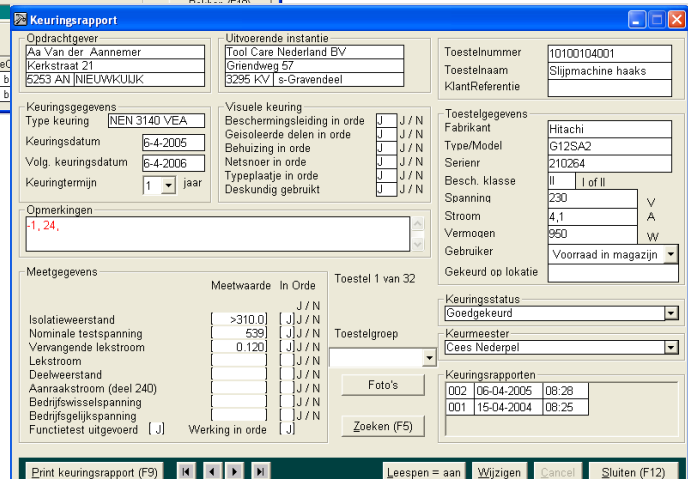 Keuringsrapport
Opdrachtgever
Aa Van der Aannemer
Kerkstraat 21
5253 AN NIEUWKUIJK
Uitvoerende instantie
Tool Care Nederland BV
Griendweg 57
3295 KV s-Gravendeel
Toestelnummer 10100104001
Toestelnaam Slijpmachine haaks
KlantReferentie
Keuringsgegevens
Type keuring NEN 3140 VEA
Keuringsdatum 6-4-2005
Volg. keuringsdatum 6-4-2006
Keuringtermijn 1 jaar
Visuele keuring
Beschermingsleiding in orde J J / N
Geisoleerde delen in orde J J / N
Behuizing in orde J J / N
Netsnoer in orde J J / N
Typeplaatje in orde J J / N
Deskundig gebruikt J J / N
Toestelgegevens
Fabrikant Hitachi
Type/Model G12SA2
Serienr 210264
Besch. klasse II I of II
Spanning 230 V
Stroom 4,1 A
Vermogen 950 W
Gebruiker Voorraad in magazijn
Gekeurd op lokatie
Opmerkingen
-1, 24,
Meetgegevens
Meetwaarde In Orde
J / N
Isolatieweerstand >310.0 [ J] J / N
Nominale testspanning 539 [ J] J / N
Vervangende lekstroom 0.120 [ J] J / N
Lekstroom [ ] J / N
Deelweerstand [ ] J / N
Aanraakstroom (deel 240) [ ] J / N
Bedrijfswisselspanning [ ] J / N
Bedrijfsgelijkspanning [ ] J / N
Functietest uitgevoerd [ J] Werking in orde [ J]
Toestel 1 van 32
Toestelgroep
Foto's
Zoeken (F5)
Keuringsstatus
Goedgekeurd
Keurmeester
Cees Nederpel
Keuringsrapporten
002 06-04-2005 08:28
001 15-04-2004 08:25
Print keuringsrapport (F9) Leespen = aan Wijzigen Cancel Sluiten (F12)